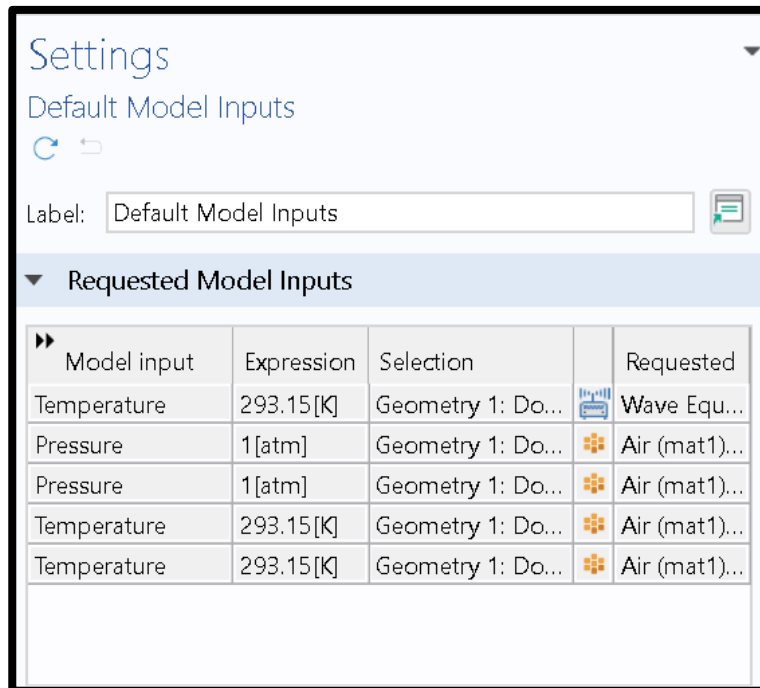 Settings
Default Model Inputs
Label: Default Model Inputs
Requested Model Inputs
Model input Expression Selection Requested
Temperature 293.15[K] Geometry 1: Do... Wave Equ...
Pressure 1[atm] Geometry 1: Do... Air (mat1)...
Pressure 1[atm] Geometry 1: Do... Air (mat1)...
Temperature 293.15[K] Geometry 1: Do... Air (mat1)...
Temperature 293.15[K] Geometry 1: Do... Air (mat1)...